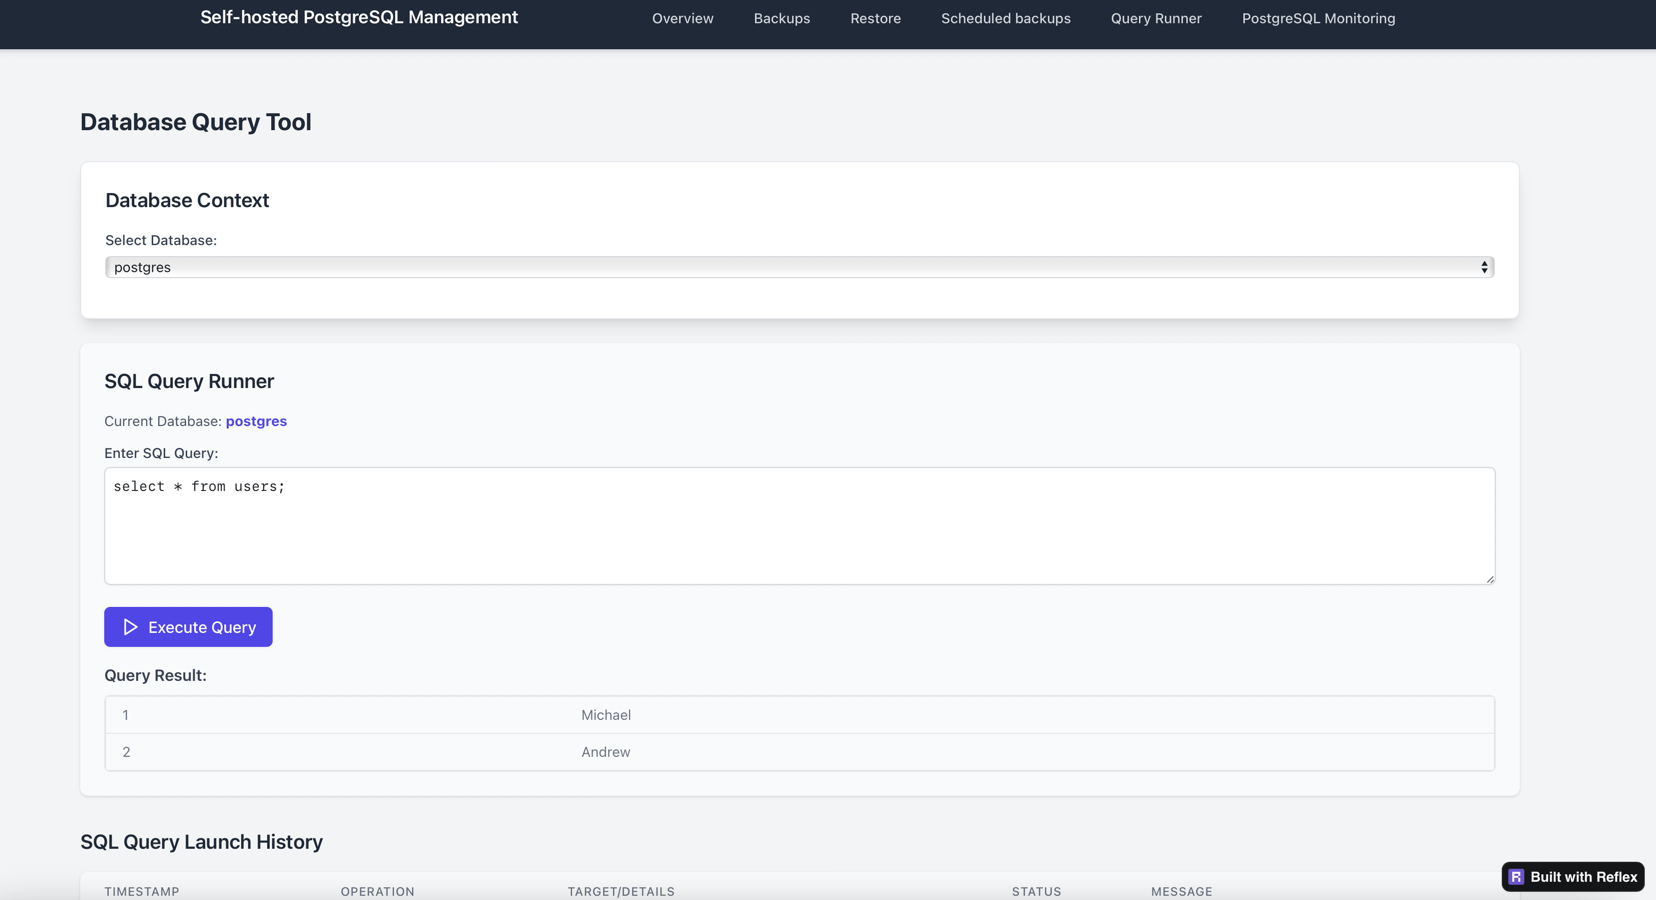 Self-hosted PostgreSQL Management Overview Backups Restore Scheduled backups Query Runner PostgreSQL Monitoring
Database Query Tool
Database Context
Select Database:
postgres
SQL Query Runner
Current Database: postgres
Enter SQL Query:
select * from users;
Execute Query
Query Result:
1 Michael
2 Andrew
SQL Query Launch History
TIMESTAMP OPERATION TARGET/DETAILS STATUS MESSAGE
R Built with Reflex